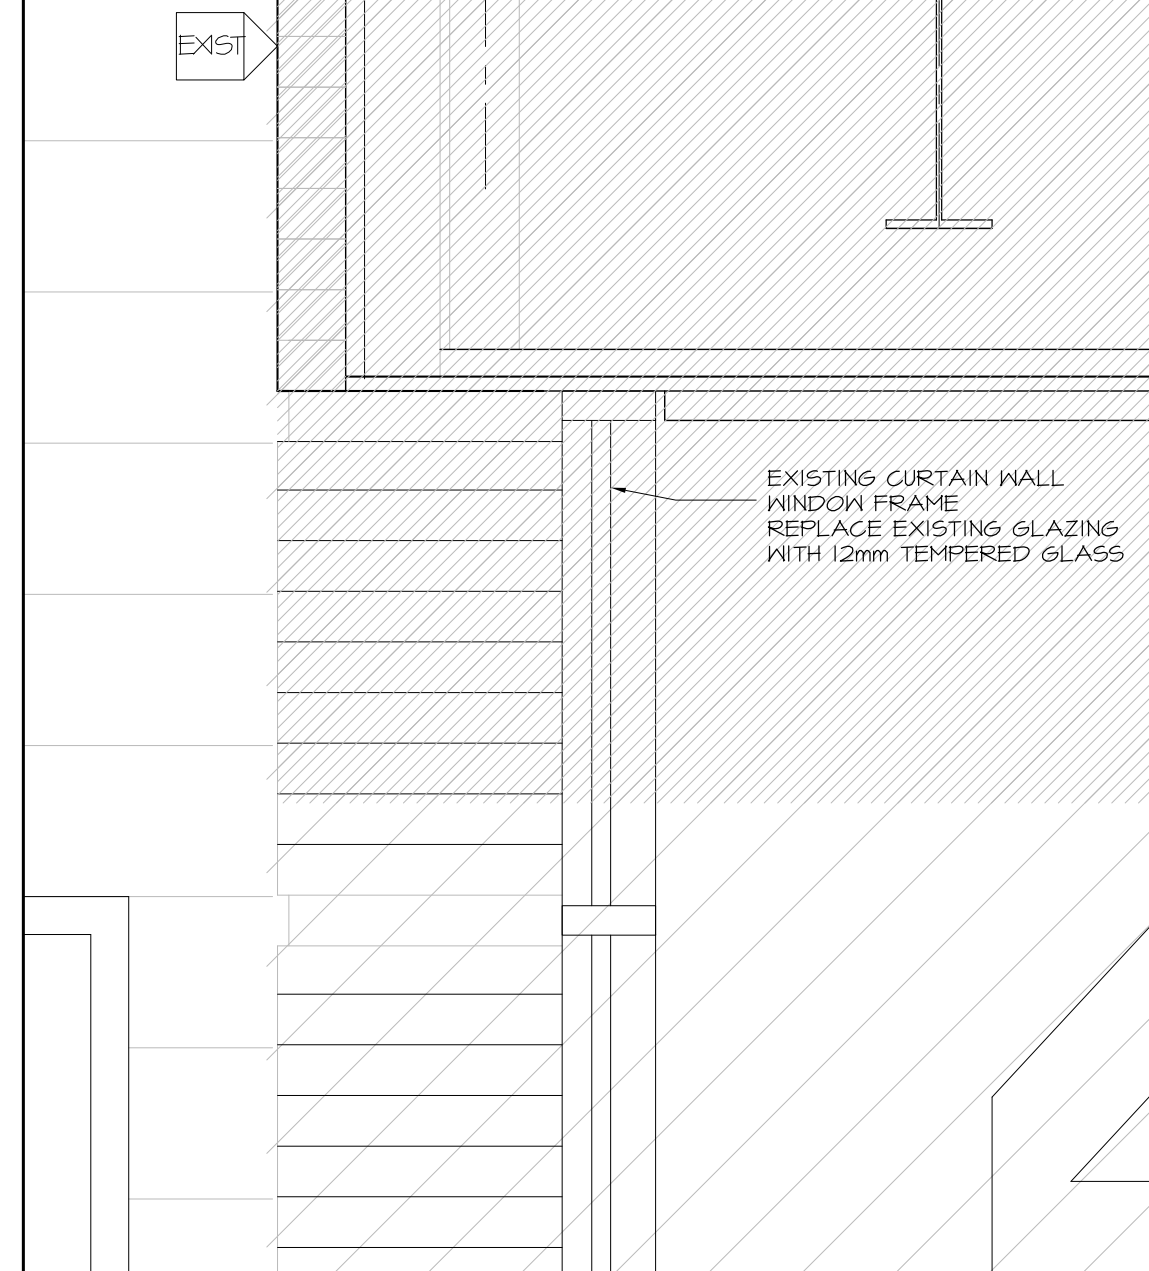 EXIST
EXISTING CURTAIN WALL
WINDOW FRAME
REPLACE EXISTING GLAZING
WITH 12mm TEMPERED GLASS